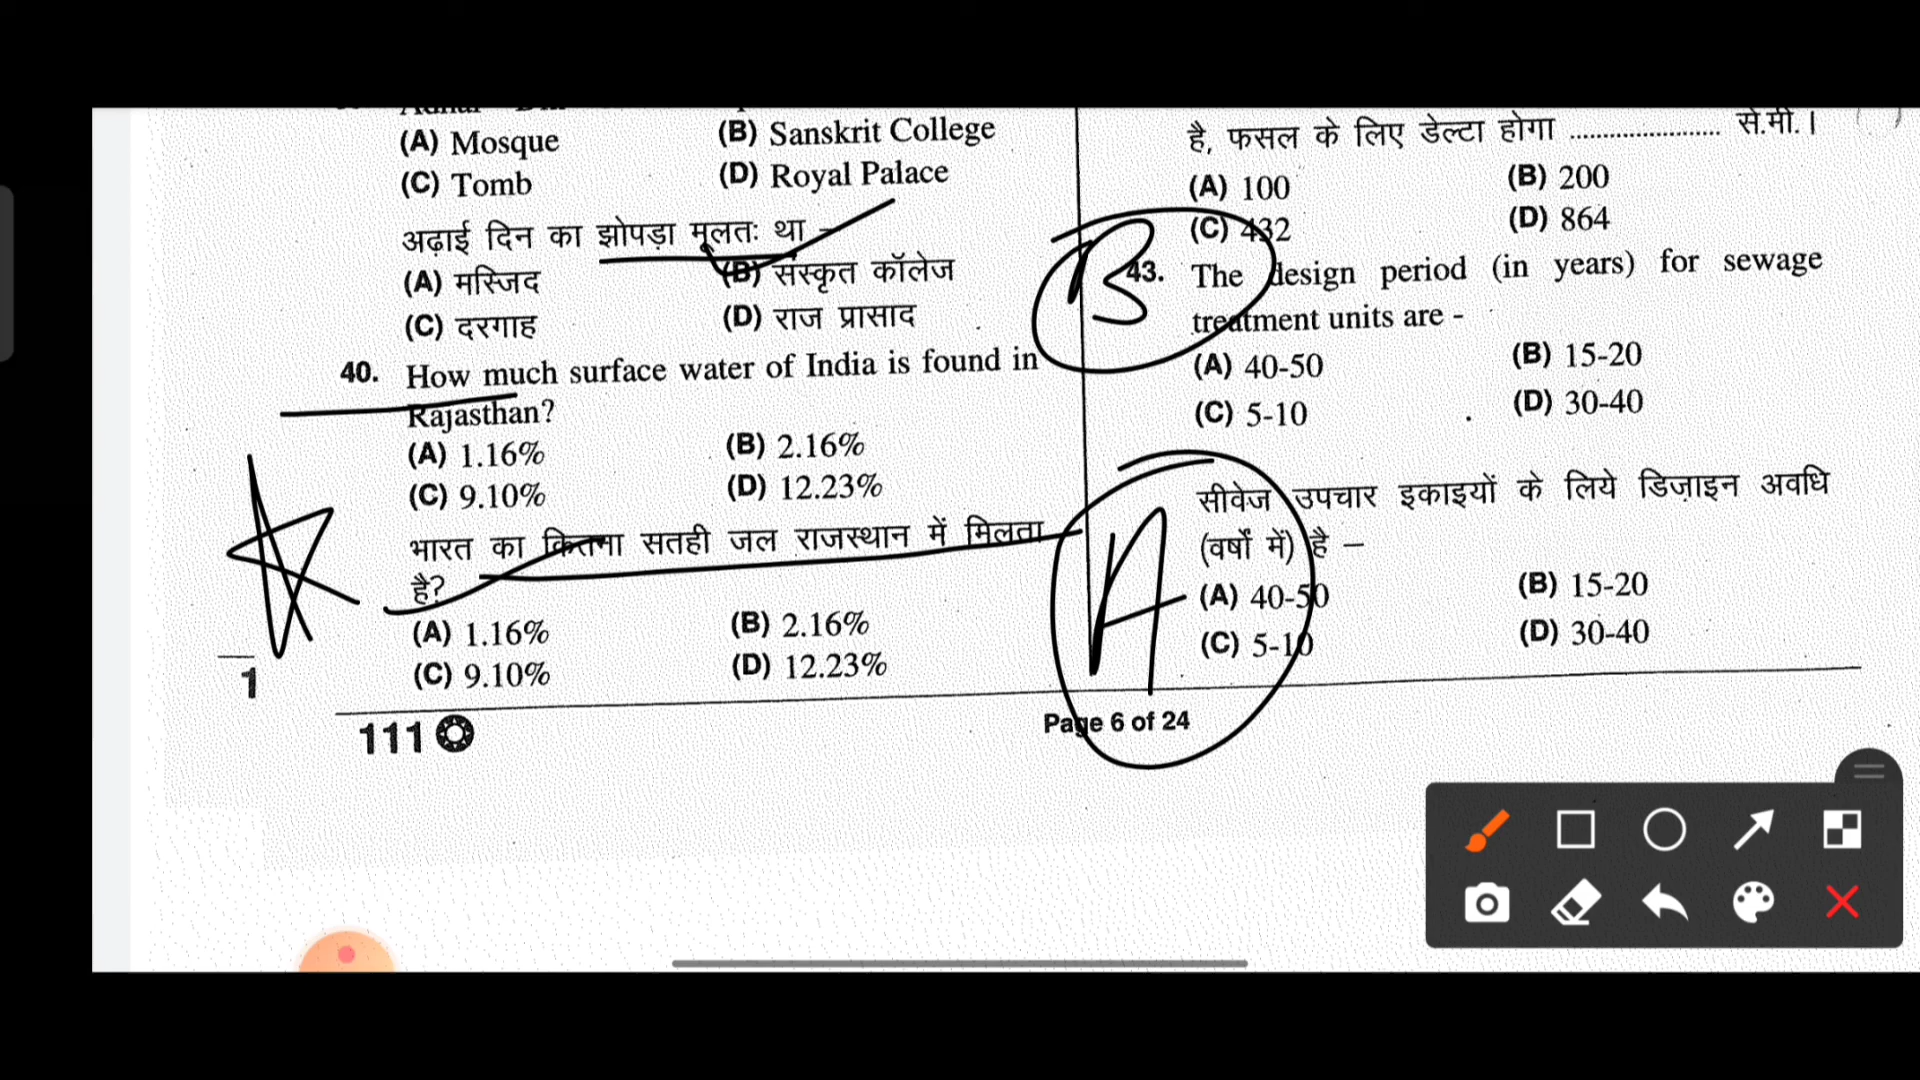 (A) Mosque (B) Sanskrit College
(C) Tomb (D) Royal Palace
अढ़ाई दिन का झोपड़ा मूलतः था -
(A) मस्जिद (B) संस्कृत कॉलेज
(C) दरगाह (D) राज प्रासाद
40. How much surface water of India is found in
Rajasthan?
(A) 1.16% (B) 2.16%
(C) 9.10% (D) 12.23%
भारत का कितना सतही जल राजस्थान में मिलता
है?
(A) 1.16% (B) 2.16%
(C) 9.10% (D) 12.23%
1
है, फसल के लिए डेल्टा होगा ...................... से.मी.।
(A) 100 (B) 200
(C) 432 (D) 864
B
43. The design period (in years) for sewage
treatment units are -
(A) 40-50 (B) 15-20
(C) 5-10 (D) 30-40
A
सीवेज उपचार इकाइयों के लिये डिज़ाइन अवधि
(वर्षों में) है –
(A) 40-50 (B) 15-20
(C) 5-10 (D) 30-40
111
Page 6 of 24